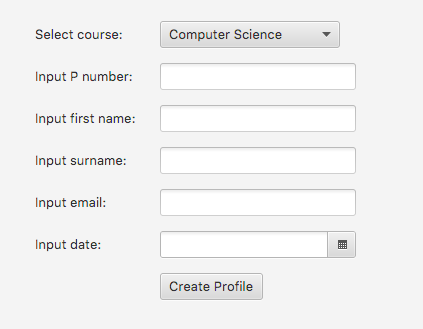 Select course: Computer Science
Input P number:
Input first name:
Input surname:
Input email:
Input date:
Create Profile